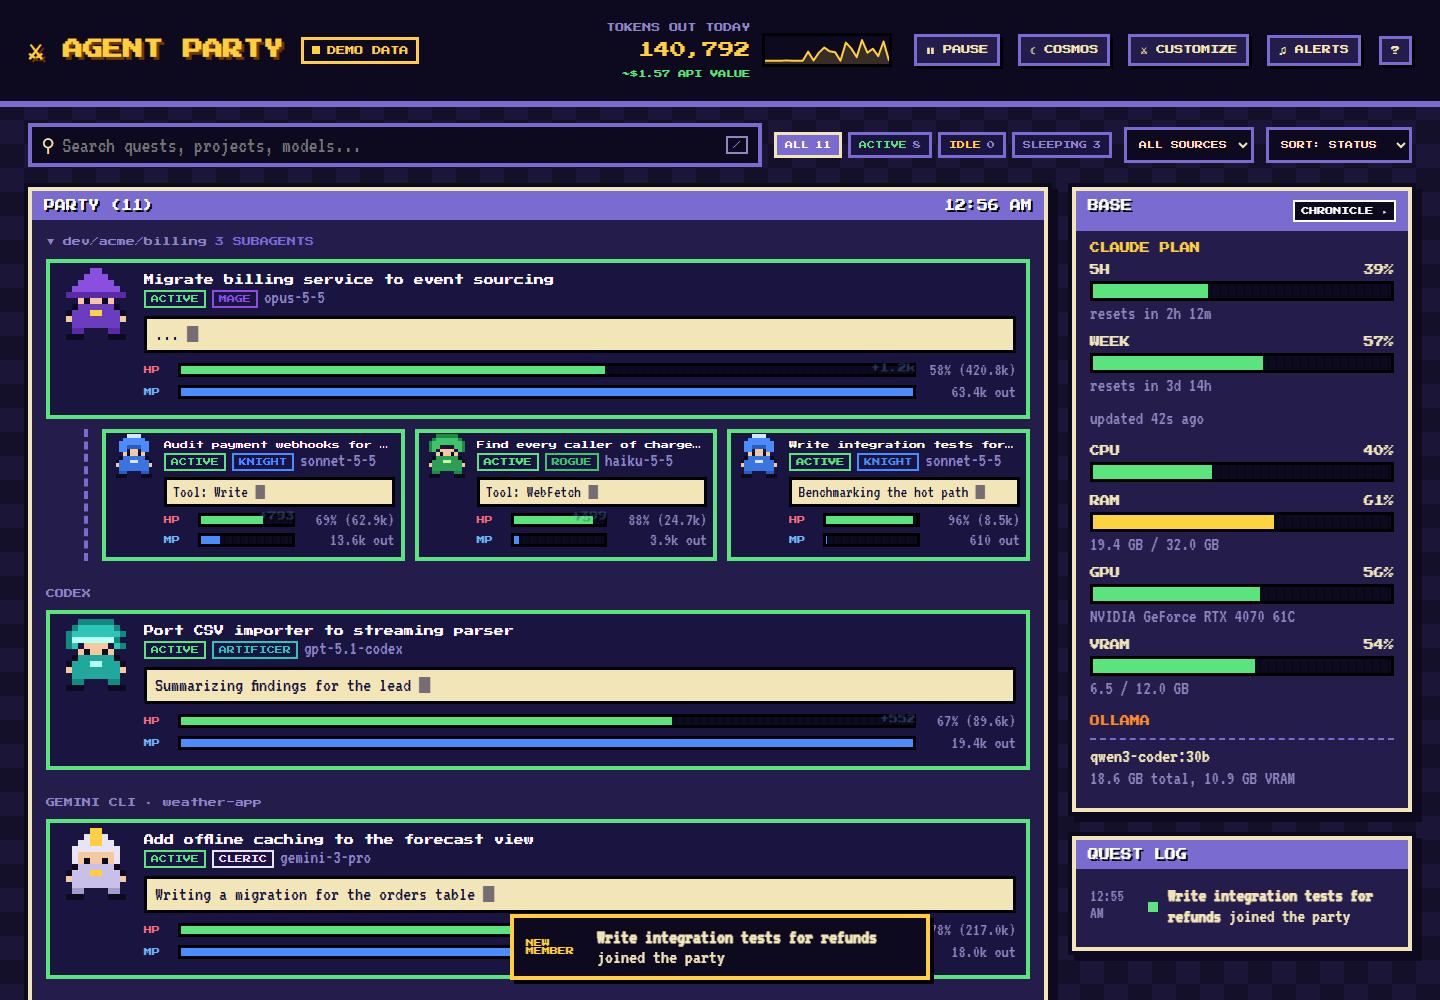 AGENT PARTY
DEMO DATA
TOKENS OUT TODAY
140,792
~$1.57 API VALUE
PAUSE
COSMOS
CUSTOMIZE
ALERTS
?
Search quests, projects, models...
/
ALL 11
ACTIVE 8
IDLE 0
SLEEPING 3
ALL SOURCES
SORT: STATUS
PARTY (11)
12:56 AM
dev/acme/billing 3 SUBAGENTS
Migrate billing service to event sourcing
ACTIVE MAGE opus-5-5
...
HP +1.2k 58% (420.8k)
MP 63.4k out
Audit payment webhooks for …
ACTIVE KNIGHT sonnet-5-5
Tool: Write
HP +793 69% (62.9k)
MP 13.6k out
Find every caller of charge…
ACTIVE ROGUE haiku-5-5
Tool: WebFetch
HP +399 88% (24.7k)
MP 3.9k out
Write integration tests for…
ACTIVE KNIGHT sonnet-5-5
Benchmarking the hot path
HP 96% (8.5k)
MP 610 out
CODEX
Port CSV importer to streaming parser
ACTIVE ARTIFICER gpt-5.1-codex
Summarizing findings for the lead
HP +552 67% (89.6k)
MP 19.4k out
GEMINI CLI · weather-app
Add offline caching to the forecast view
ACTIVE CLERIC gemini-3-pro
Writing a migration for the orders table
HP 78% (217.0k)
MP 18.0k out
NEW MEMBER
Write integration tests for refunds
joined the party
BASE
CHRONICLE
CLAUDE PLAN
5H 39%
resets in 2h 12m
WEEK 57%
resets in 3d 14h
updated 42s ago
CPU 40%
RAM 61%
19.4 GB / 32.0 GB
GPU 56%
NVIDIA GeForce RTX 4070 61C
VRAM 54%
6.5 / 12.0 GB
OLLAMA
qwen3-coder:30b
18.6 GB total, 10.9 GB VRAM
QUEST LOG
12:55 AM
Write integration tests for
refunds joined the party